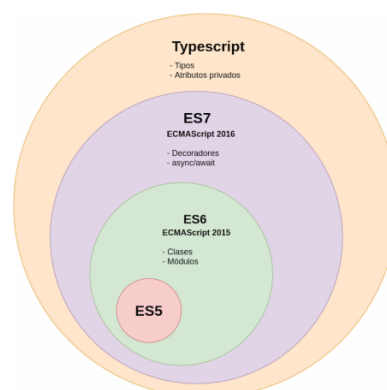 Typescript
- Tipos
- Atributos privados
ES7
ECMAScript 2016
- Decoradores
- async/await
ES6
ECMAScript 2015
- Clases
- Módulos
ES5